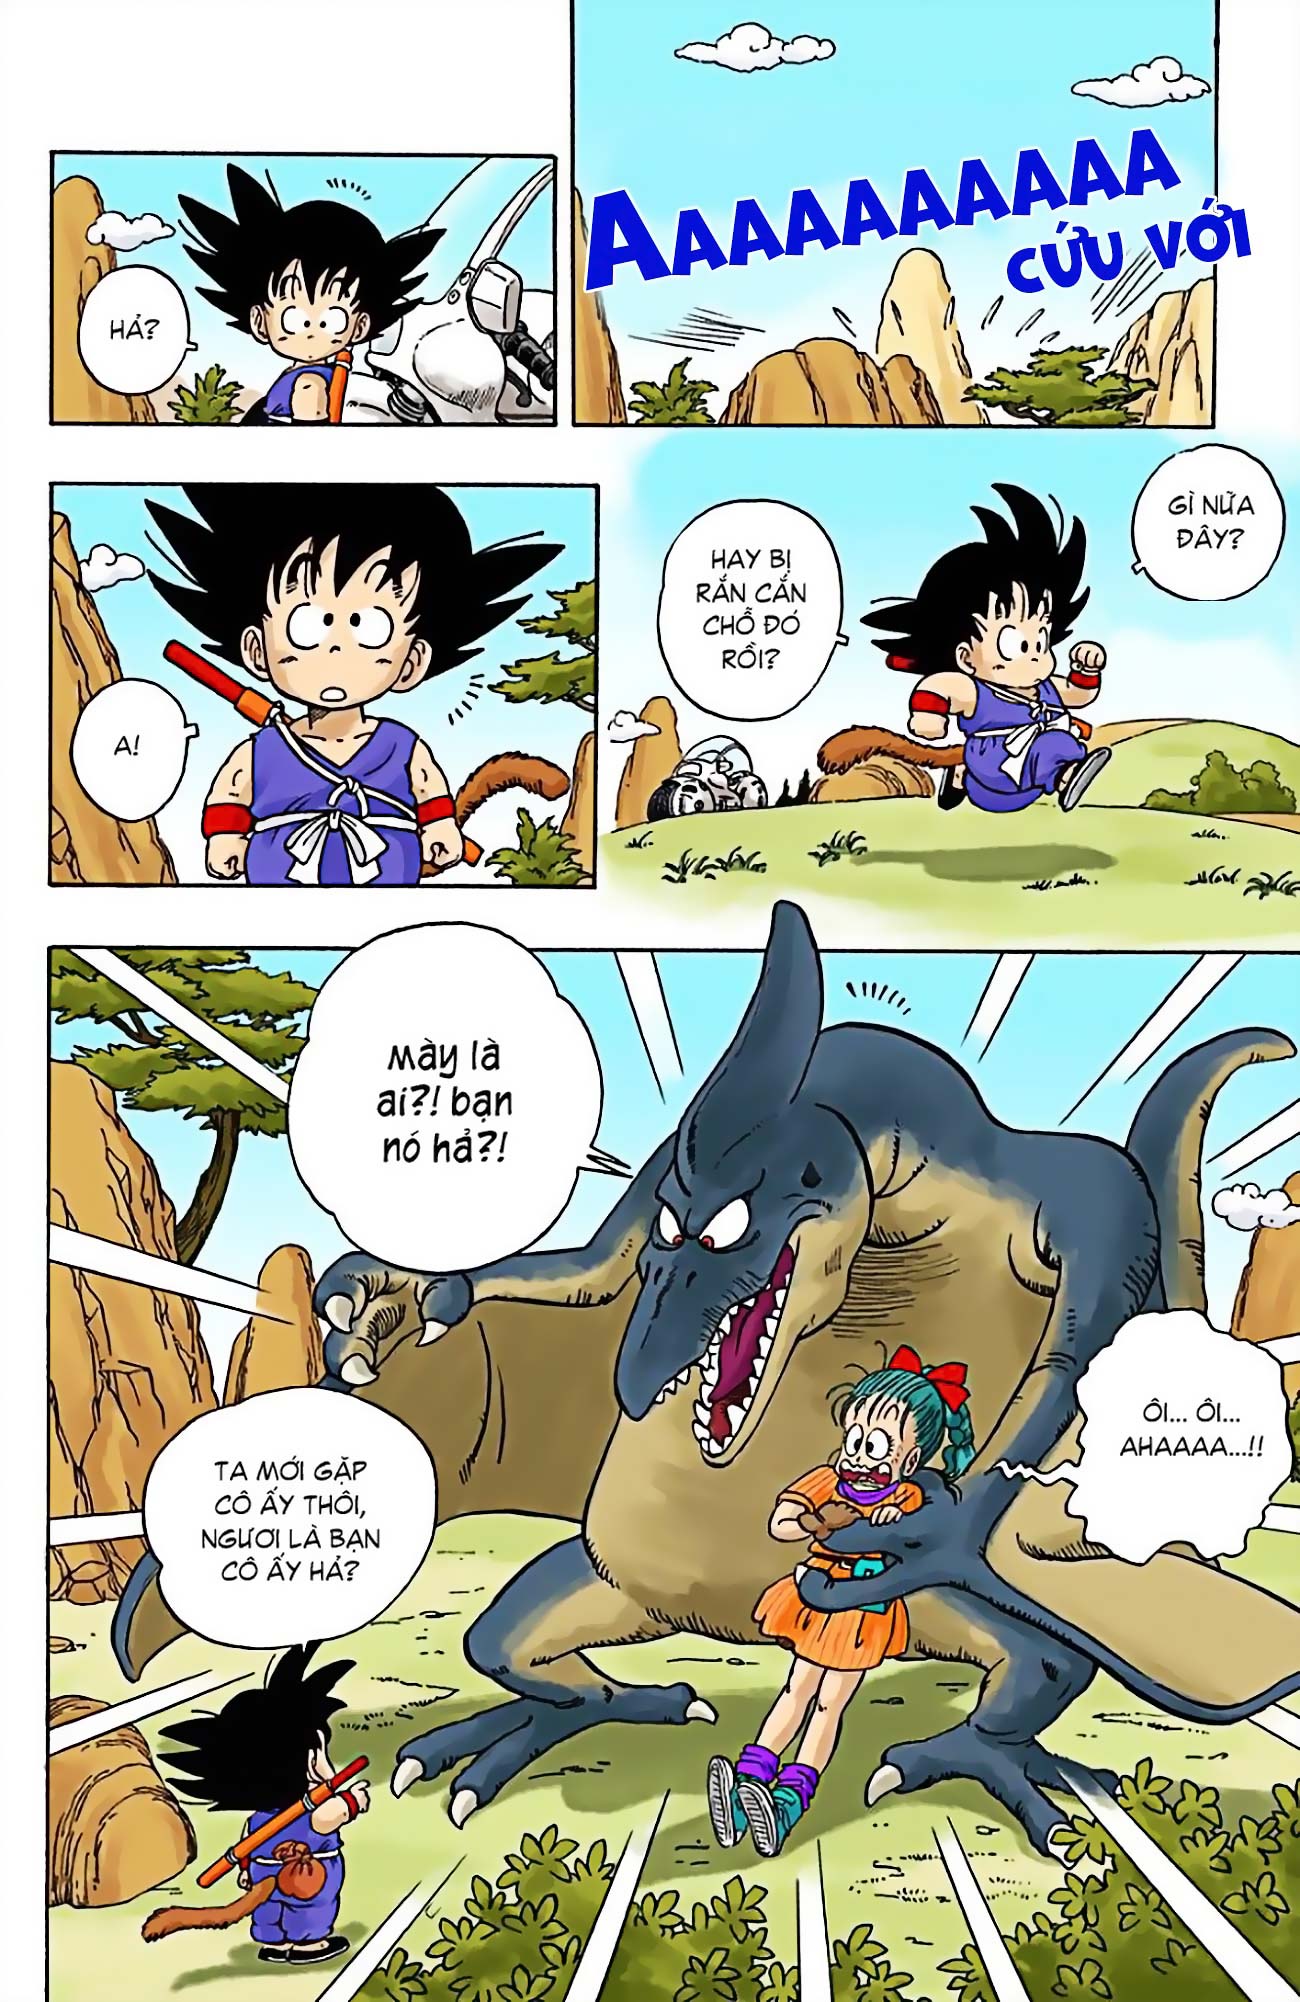 HẢ?
AAAAAAAAAAA
CỨU VỚI
A!
HAY BỊ
RẮN CẮN
CHỖ ĐÓ
RỒI?
GÌ NỮA
ĐÂY?
MÀY LÀ
AI?! BẠN
NÓ HẢ?!
TA MỚI GẶP
CÔ ẤY THÔI,
NGƯƠI LÀ BẠN
CÔ ẤY HẢ?
ÔI... ÔI...
AHAAAA...!!